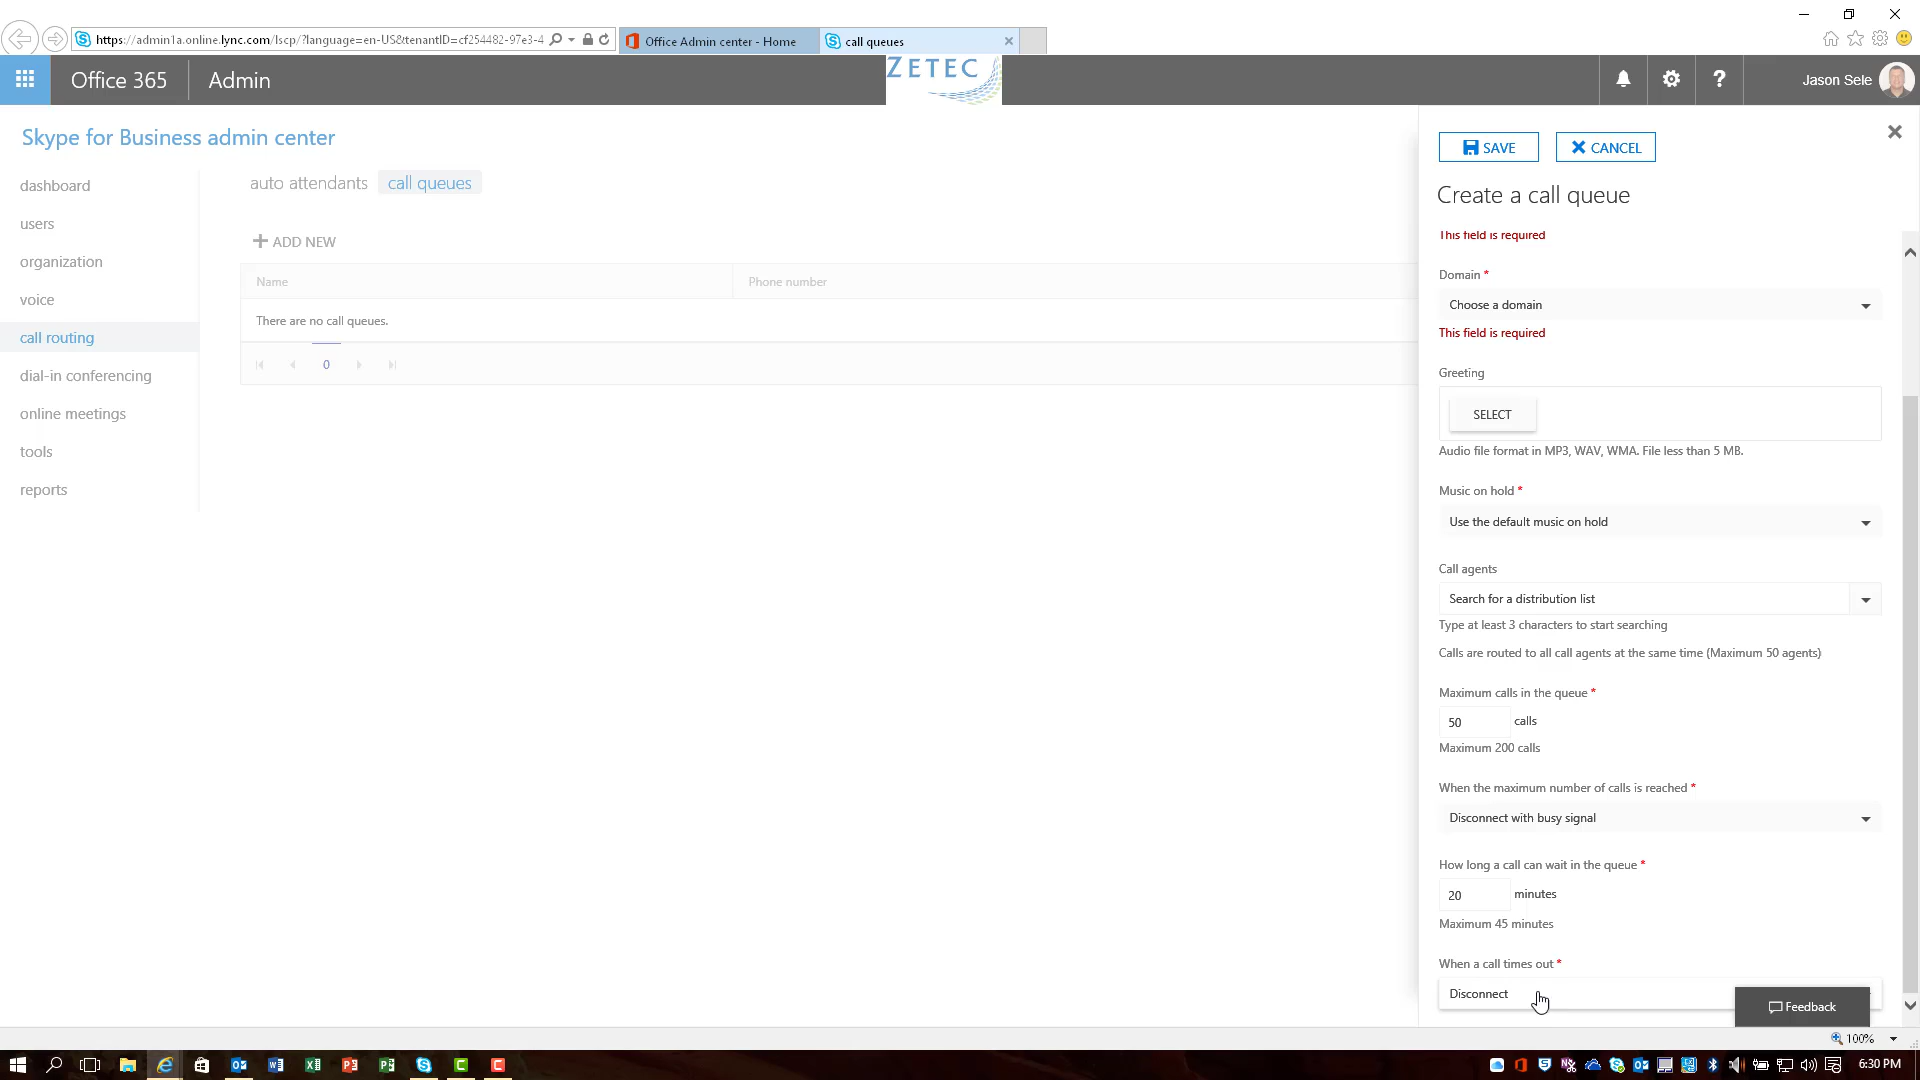 https://admin1a.online.lync.com/lscp/?language=en-US&tenantID=cf254482-97e3-4
Office Admin center - Home
call queues
Office 365
Admin
ZETEC
Jason Sele
Skype for Business admin center
dashboard
users
organization
voice
call routing
dial-in conferencing
online meetings
tools
reports
auto attendants
call queues
ADD NEW
Name
Phone number
There are no call queues.
0
SAVE
CANCEL
Create a call queue
This field is required
Domain *
Choose a domain
This field is required
Greeting
SELECT
Audio file format in MP3, WAV, WMA. File less than 5 MB.
Music on hold *
Use the default music on hold
Call agents
Search for a distribution list
Type at least 3 characters to start searching
Calls are routed to all call agents at the same time (Maximum 50 agents)
Maximum calls in the queue *
50 calls
Maximum 200 calls
When the maximum number of calls is reached *
Disconnect with busy signal
How long a call can wait in the queue *
20 minutes
Maximum 45 minutes
When a call times out *
Disconnect
Feedback
100%
6:30 PM